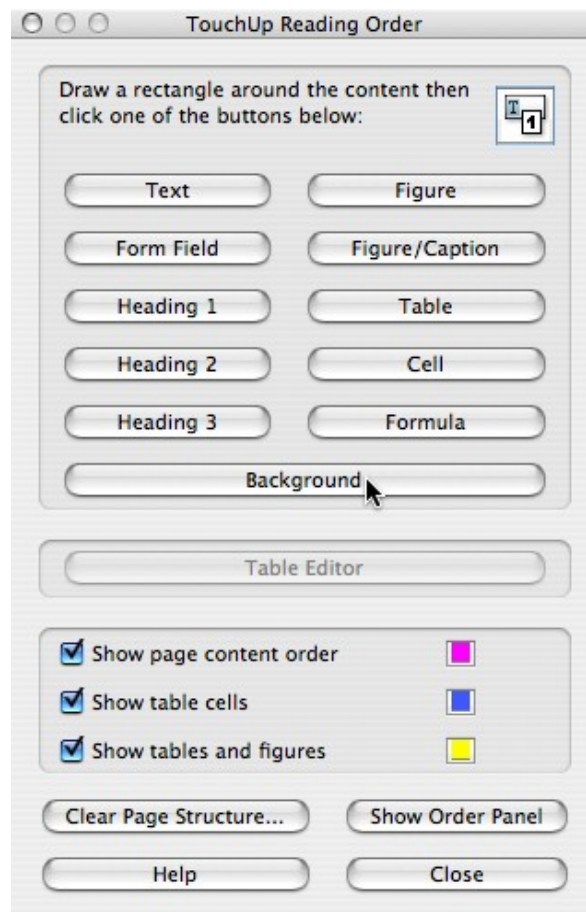 TouchUp Reading Order
Draw a rectangle around the content then
click one of the buttons below:
T
1
Text
Figure
Form Field
Figure/Caption
Heading 1
Table
Heading 2
Cell
Heading 3
Formula
Background
Table Editor
Show page content order
Show table cells
Show tables and figures
Clear Page Structure...
Show Order Panel
Help
Close